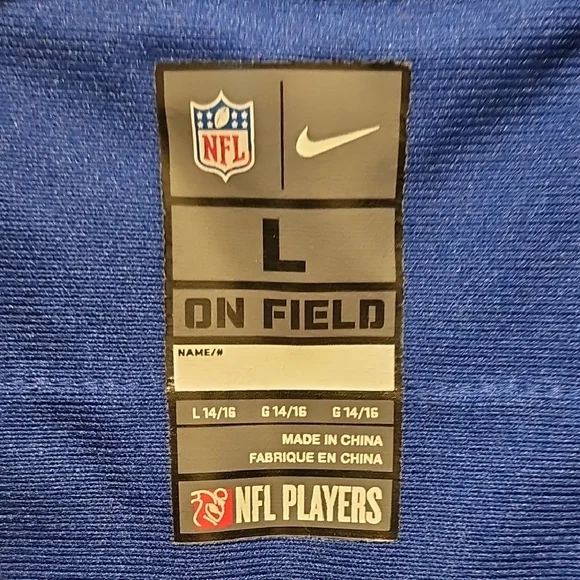 NFL
L
ON FIELD
NAME/#
L 14/16 G 14/16 G 14/16
MADE IN CHINA
FABRIQUE EN CHINA
NFL PLAYERS